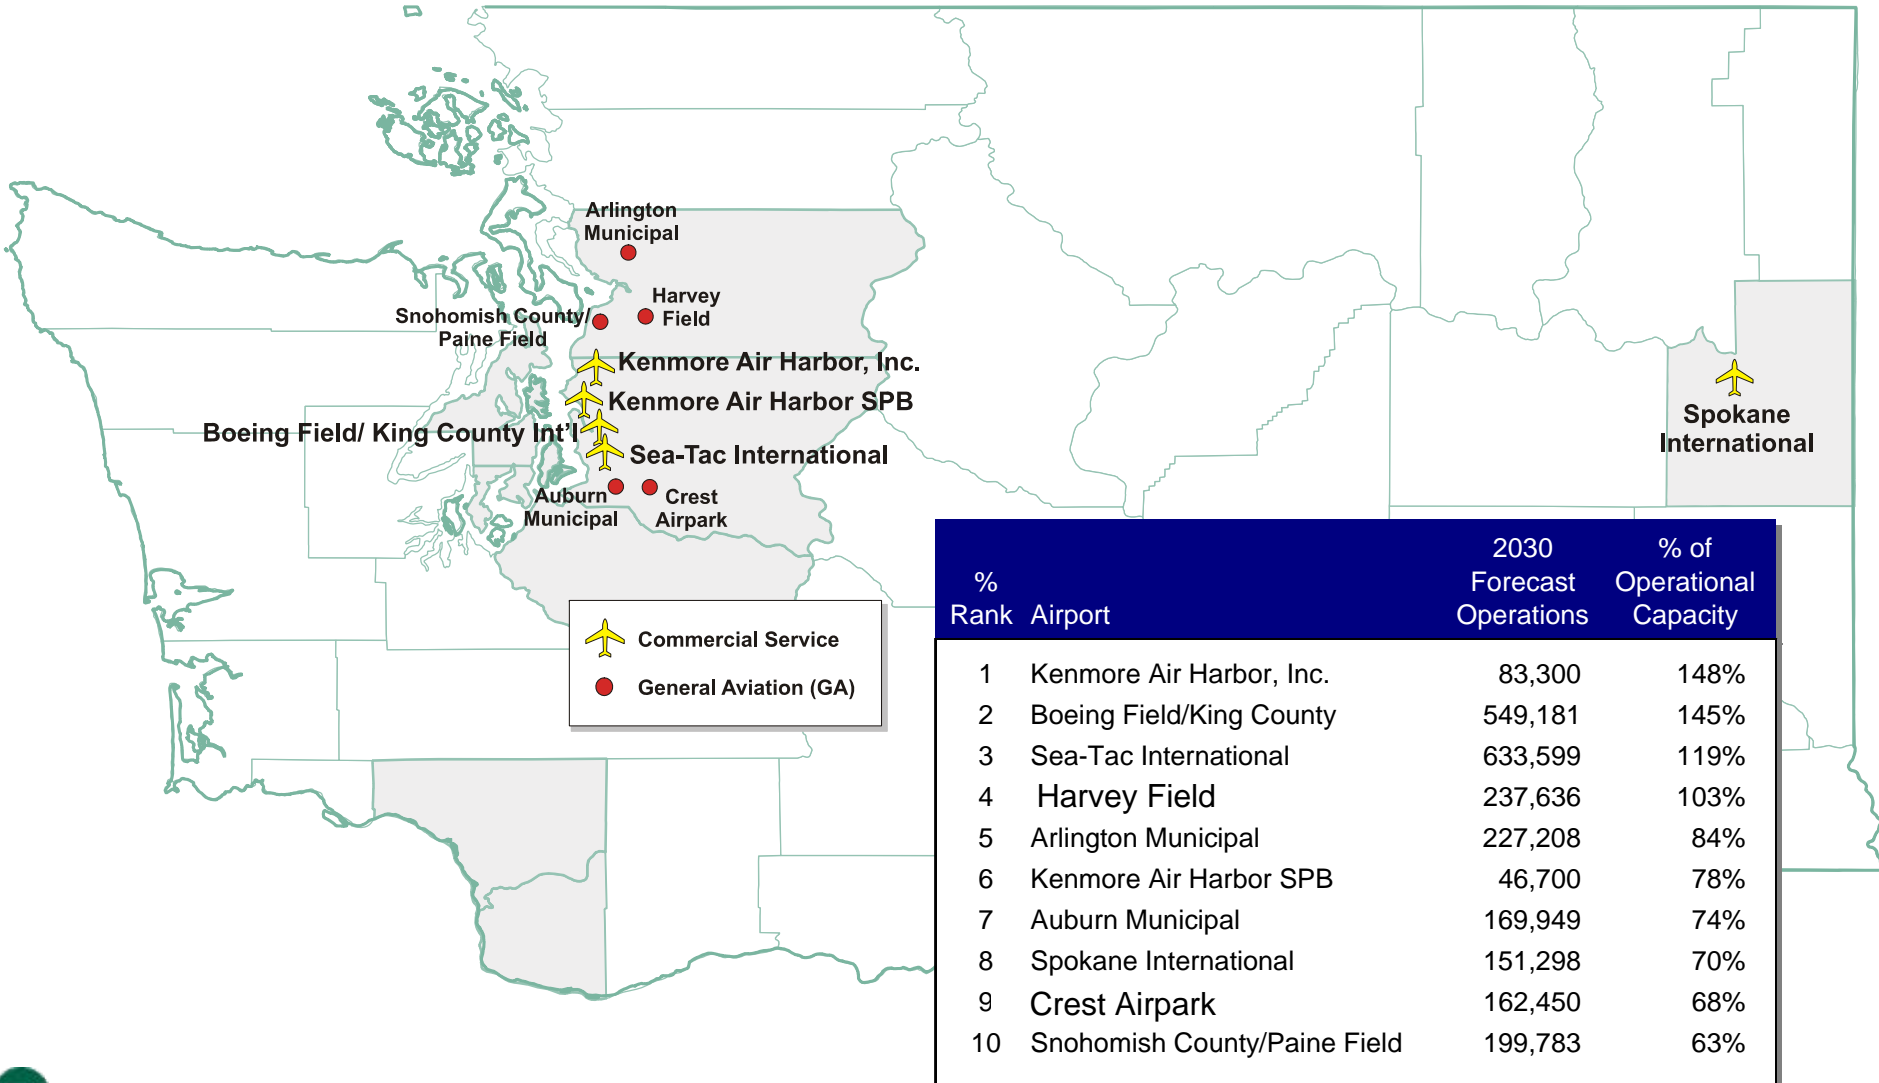 Arlington
Municipal
Harvey
Field
Snohomish County/
Paine Field
Kenmore Air Harbor, Inc.
Kenmore Air Harbor SPB
Boeing Field/ King County Int'l
Sea-Tac International
Auburn
Municipal
Crest
Airpark
Spokane
International
Commercial Service
General Aviation (GA)
% Rank Airport 2030 Forecast Operations % of Operational Capacity
1 Kenmore Air Harbor, Inc. 83,300 148%
2 Boeing Field/King County 549,181 145%
3 Sea-Tac International 633,599 119%
4 Harvey Field 237,636 103%
5 Arlington Municipal 227,208 84%
6 Kenmore Air Harbor SPB 46,700 78%
7 Auburn Municipal 169,949 74%
8 Spokane International 151,298 70%
9 Crest Airpark 162,450 68%
10 Snohomish County/Paine Field 199,783 63%